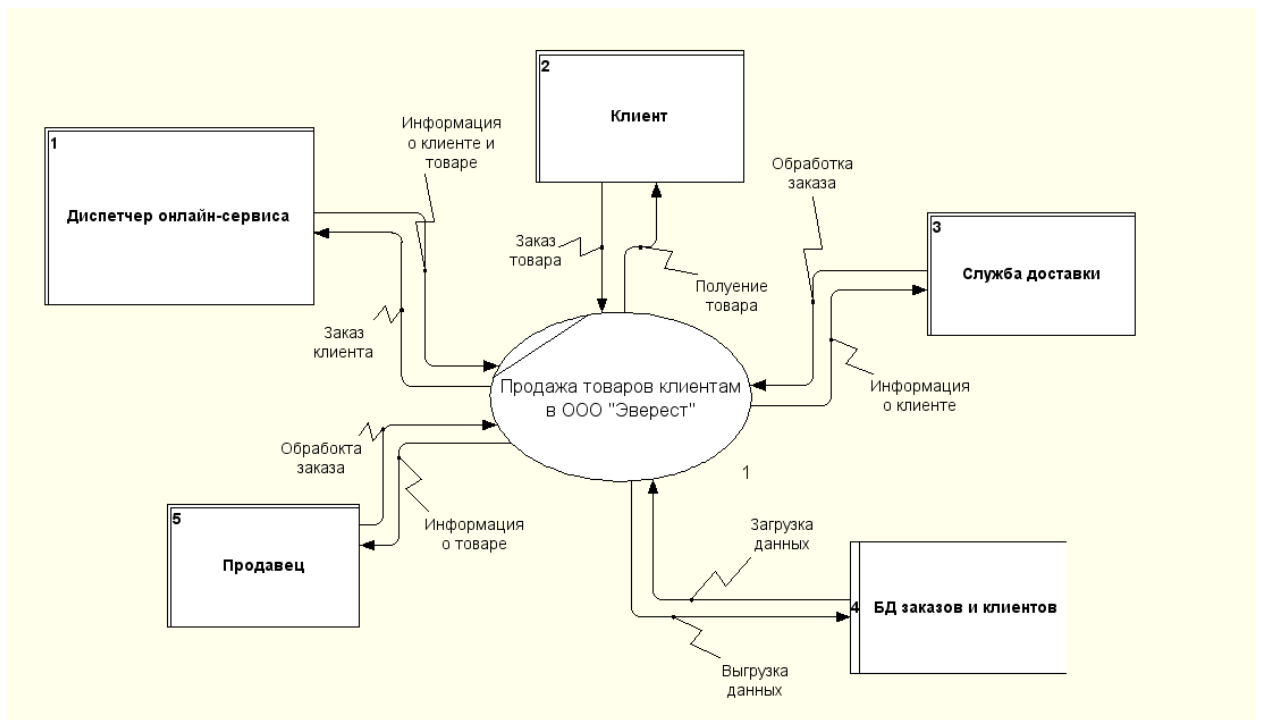 2
Клиент
1
Диспетчер онлайн-сервиса
Информация
о клиенте и
товаре
Обработка
заказа
3
Служба доставки
Заказ
товара
Полуение
товара
Заказ
клиента
Продажа товаров клиентам
в ООО "Эверест"
1
Информация
о клиенте
Обрабокта
заказа
5
Продавец
Информация
о товаре
Загрузка
данных
4
БД заказов и клиентов
Выгрузка
данных